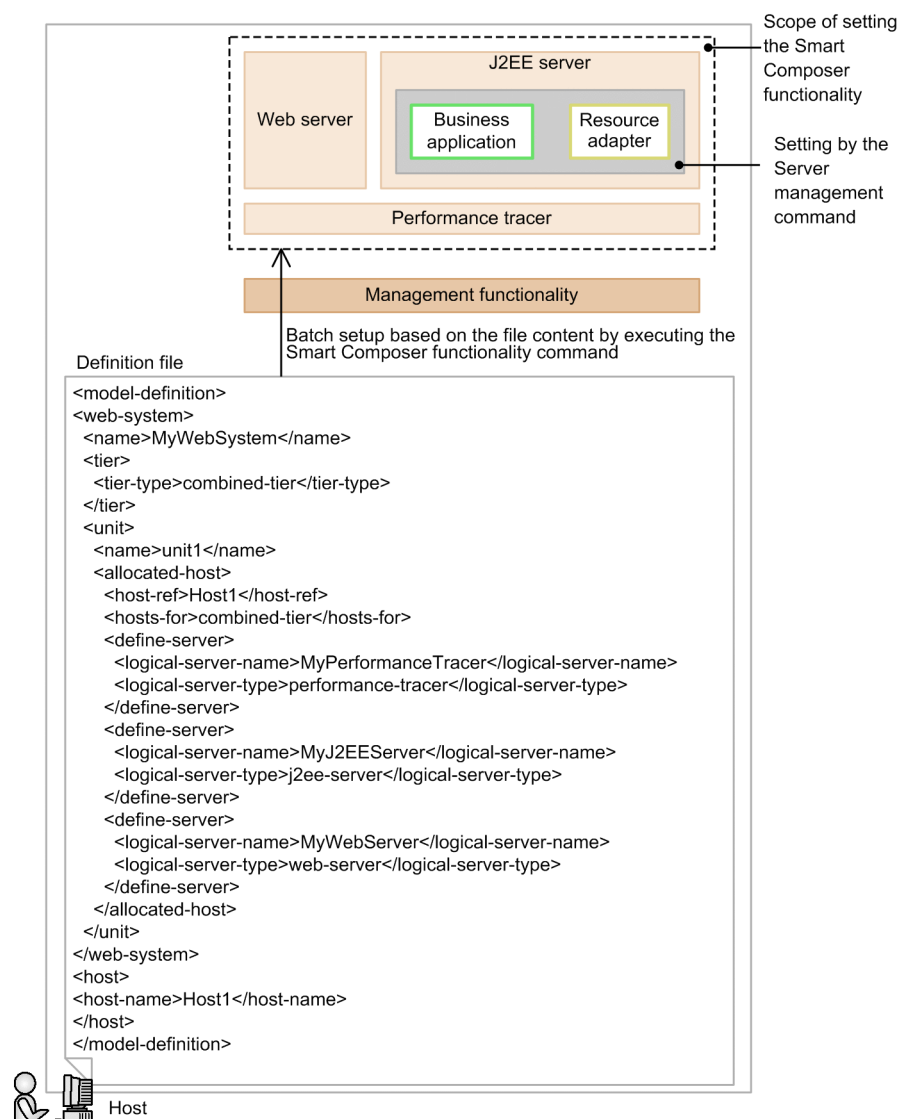 Scope of setting
the Smart
Composer
functionality
J2EE server
Web server
Business
application
Resource
adapter
Setting by the
Server
management
command
Performance tracer
Management functionality
Batch setup based on the file content by executing the
Smart Composer functionality command
Definition file
<model-definition>
<web-system>
<name>MyWebSystem</name>
<tier>
<tier-type>combined-tier</tier-type>
</tier>
<unit>
<name>unit1</name>
<allocated-host>
<host-ref>Host1</host-ref>
<hosts-for>combined-tier</hosts-for>
<define-server>
<logical-server-name>MyPerformanceTracer</logical-server-name>
<logical-server-type>performance-tracer</logical-server-type>
</define-server>
<define-server>
<logical-server-name>MyJ2EEServer</logical-server-name>
<logical-server-type>j2ee-server</logical-server-type>
</define-server>
<define-server>
<logical-server-name>MyWebServer</logical-server-name>
<logical-server-type>web-server</logical-server-type>
</define-server>
</allocated-host>
</unit>
</web-system>
<host>
<host-name>Host1</host-name>
</host>
</model-definition>
Host